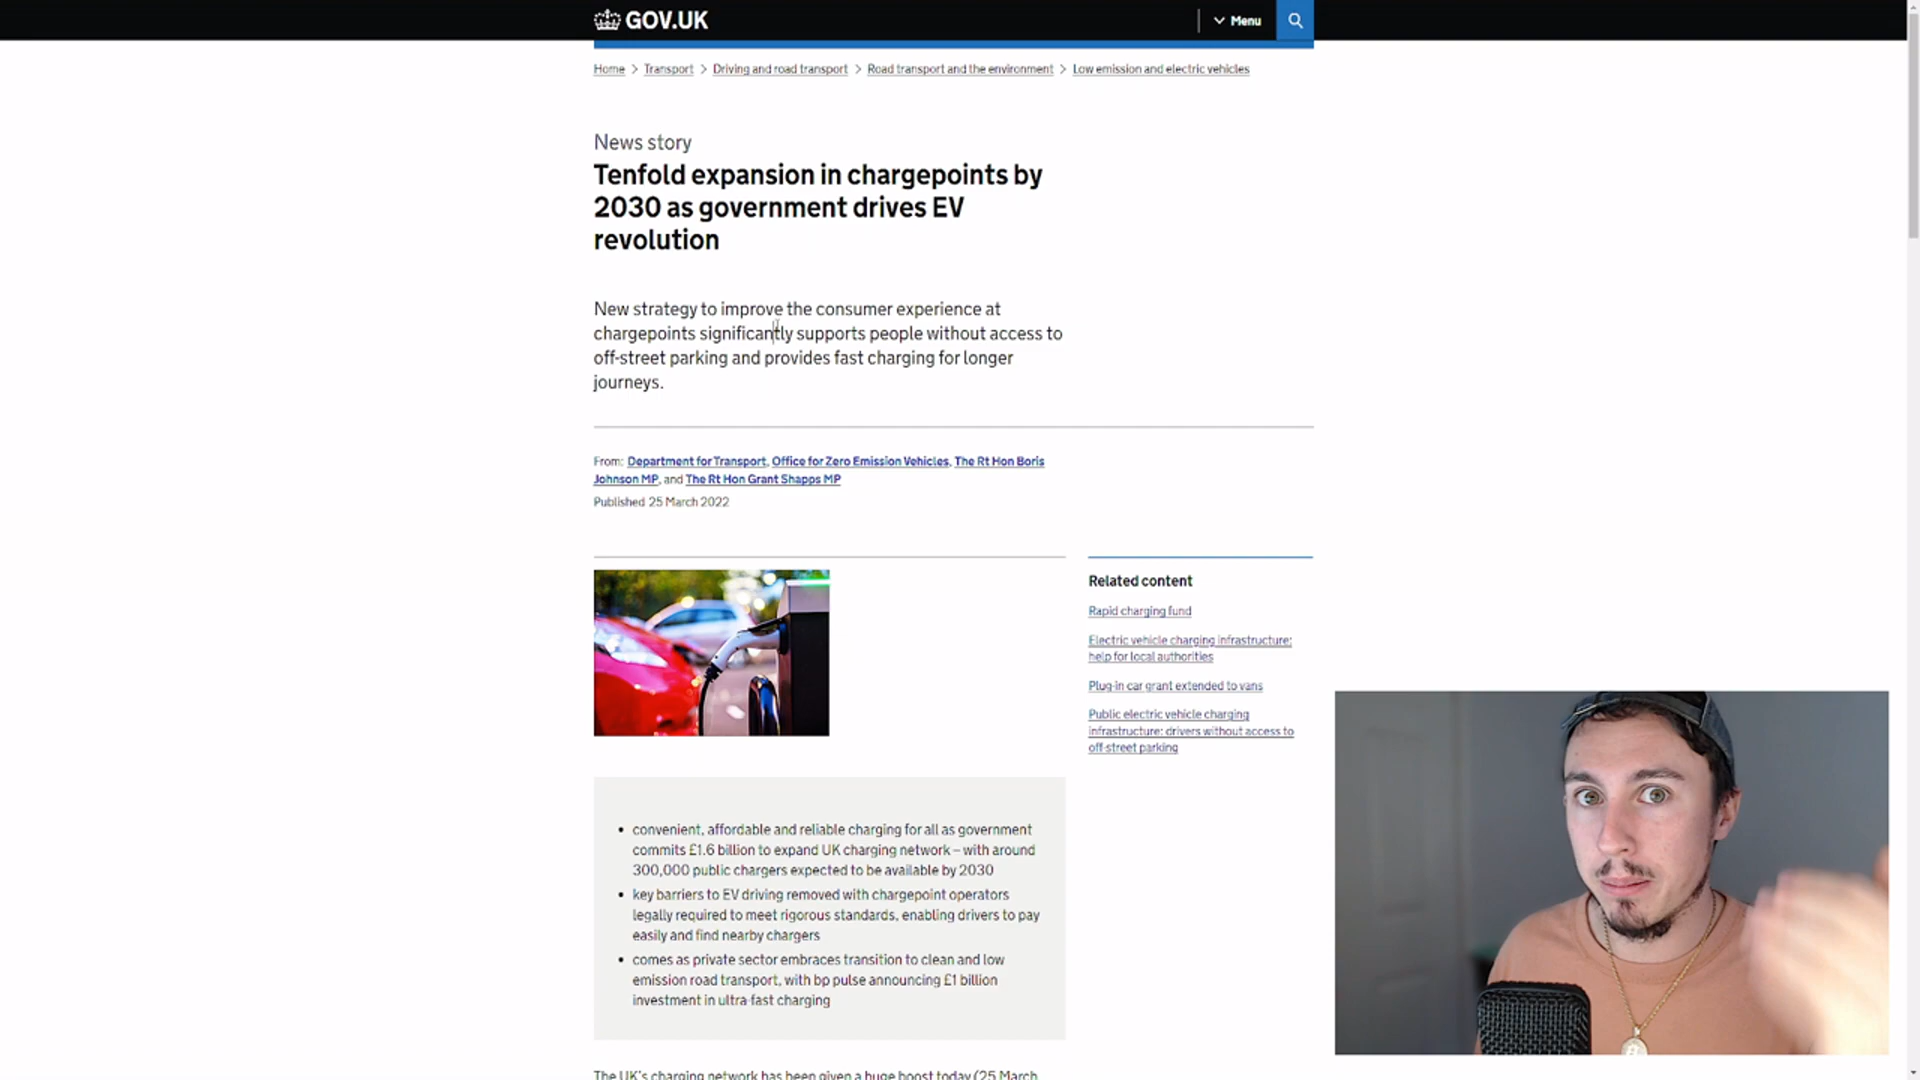 GOV.UK
Menu
Home > Transport > Driving and road transport > Road transport and the environment > Low emission and electric vehicles
News story
Tenfold expansion in chargepoints by
2030 as government drives EV
revolution
New strategy to improve the consumer experience at
chargepoints significantly supports people without access to
off-street parking and provides fast charging for longer
journeys.
From: Department for Transport, Office for Zero Emission Vehicles, The Rt Hon Boris
Johnson MP, and The Rt Hon Grant Shapps MP
Published 25 March 2022
Related content
Rapid charging fund
Electric vehicle charging infrastructure:
help for local authorities
Plug-in car grant extended to vans
Public electric vehicle charging
infrastructure: drivers without access to
off-street parking
• convenient, affordable and reliable charging for all as government
commits £1.6 billion to expand UK charging network – with around
300,000 public chargers expected to be available by 2030
• key barriers to EV driving removed with chargepoint operators
legally required to meet rigorous standards, enabling drivers to pay
easily and find nearby chargers
• comes as private sector embraces transition to clean and low
emission road transport, with bp pulse announcing £1 billion
investment in ultra-fast charging
The UK's charging network has been given a huge boost today (25 March